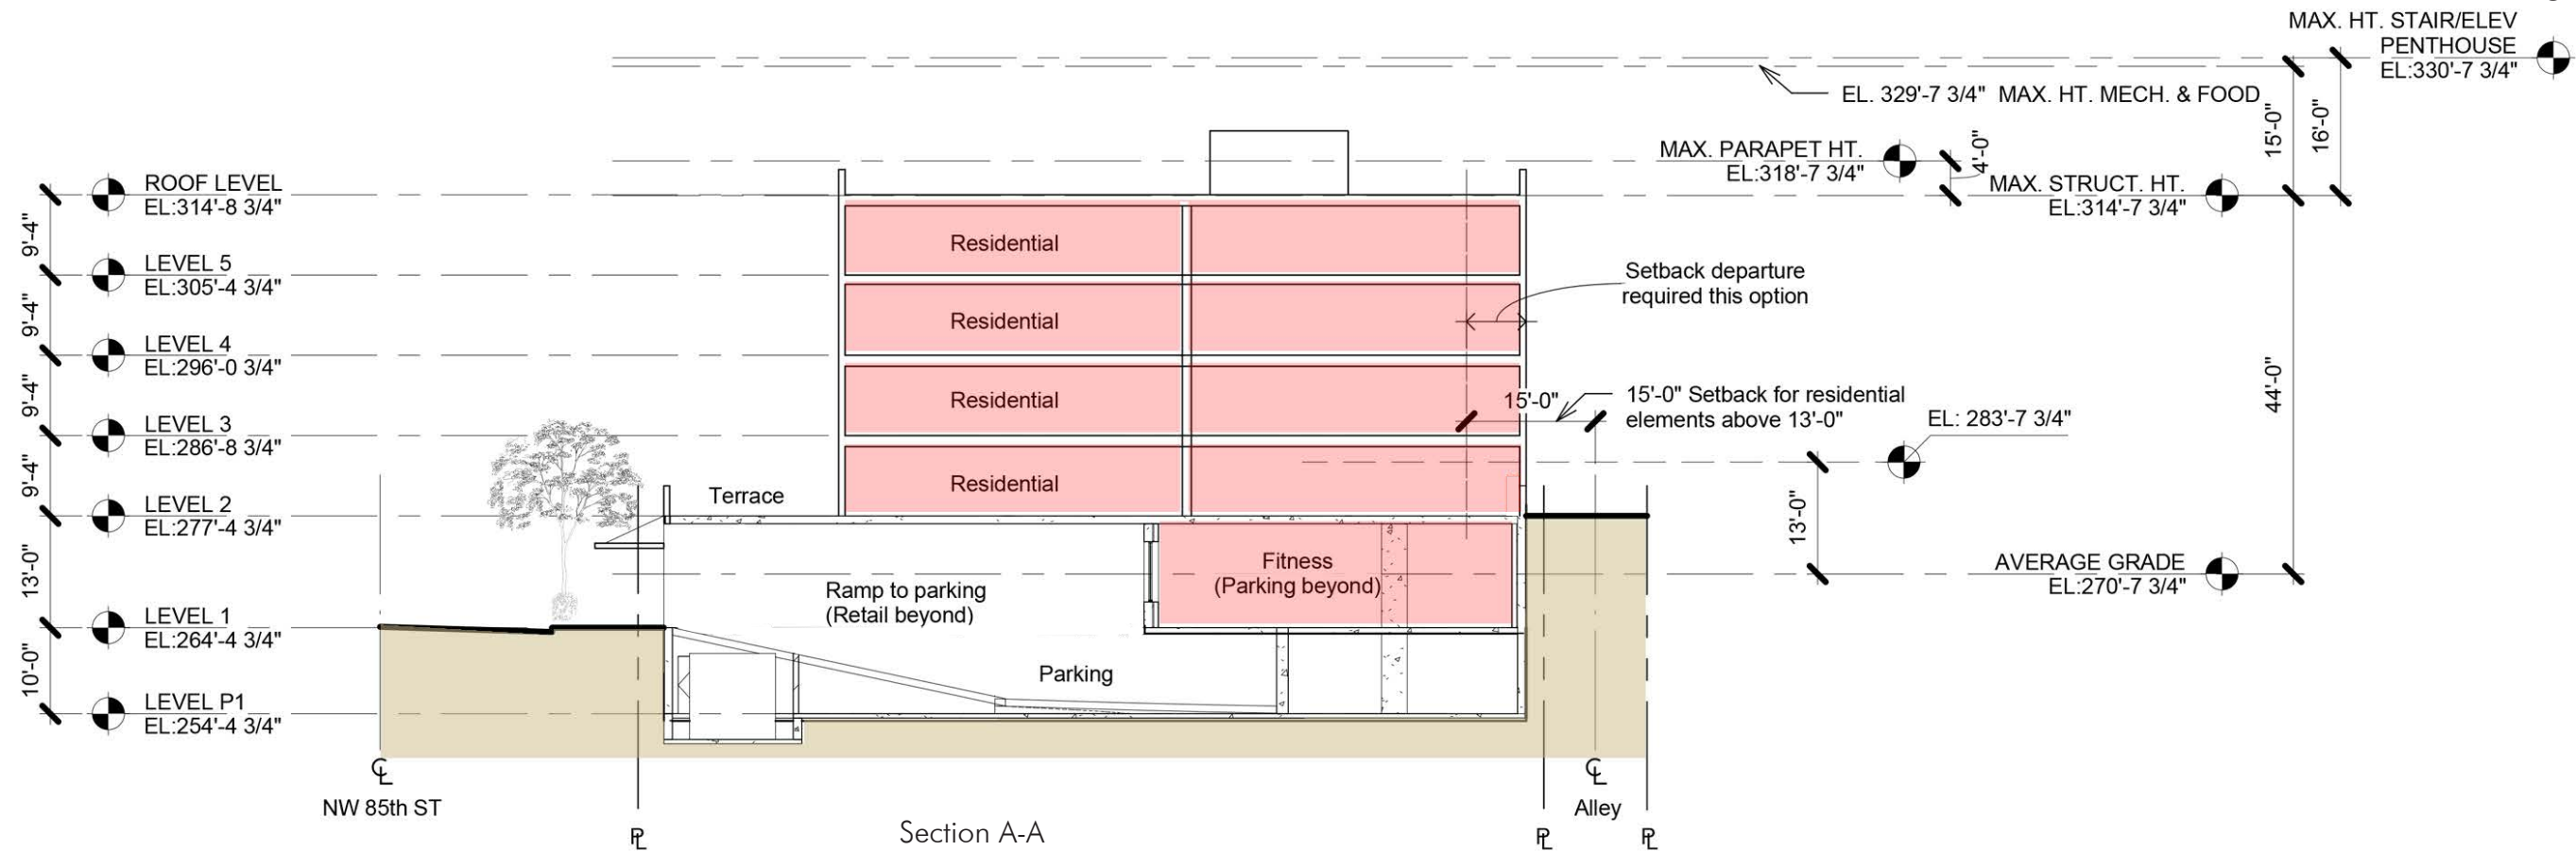 MAX. HT. STAIR/ELEV
PENTHOUSE
EL:330'-7 3/4"
EL. 329'-7 3/4" MAX. HT. MECH. & FOOD
15'-0"
16'-0"
MAX. PARAPET HT.
EL:318'-7 3/4"
4'-0"
MAX. STRUCT. HT.
EL:314'-7 3/4"
ROOF LEVEL
EL:314'-8 3/4"
9'-4"
LEVEL 5
EL:305'-4 3/4"
9'-4"
LEVEL 4
EL:296'-0 3/4"
9'-4"
LEVEL 3
EL:286'-8 3/4"
9'-4"
LEVEL 2
EL:277'-4 3/4"
13'-0"
LEVEL 1
EL:264'-4 3/4"
10'-0"
LEVEL P1
EL:254'-4 3/4"
Residential
Residential
Residential
Residential
Setback departure
required this option
15'-0"
15'-0" Setback for residential
elements above 13'-0"
EL: 283'-7 3/4"
44'-0"
13'-0"
AVERAGE GRADE
EL:270'-7 3/4"
Terrace
Fitness
(Parking beyond)
Ramp to parking
(Retail beyond)
Parking
CL
NW 85th ST
PL
Section A-A
CL
Alley
PL
PL